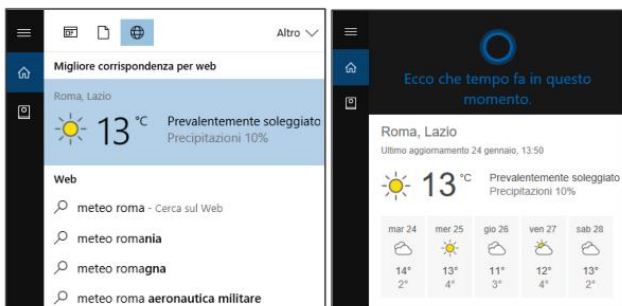 Altro
Migliore corrispondenza per web
Roma, Lazio
13 °C
Prevalentemente soleggiato
Precipitazioni 10%
Web
meteo roma - Cerca sul Web
meteo romania
meteo romagna
meteo roma aeronautica militare
Ecco che tempo fa in questo
momento.
Roma, Lazio
Ultimo aggiornamento 24 gennaio, 13:50
13 °C
Prevalentemente soleggiato
Precipitazioni 10%
mar 24 mer 25 gio 26 ven 27 sab 28
14° 13° 11° 12° 13°
2° 4° 3° 4° 2°